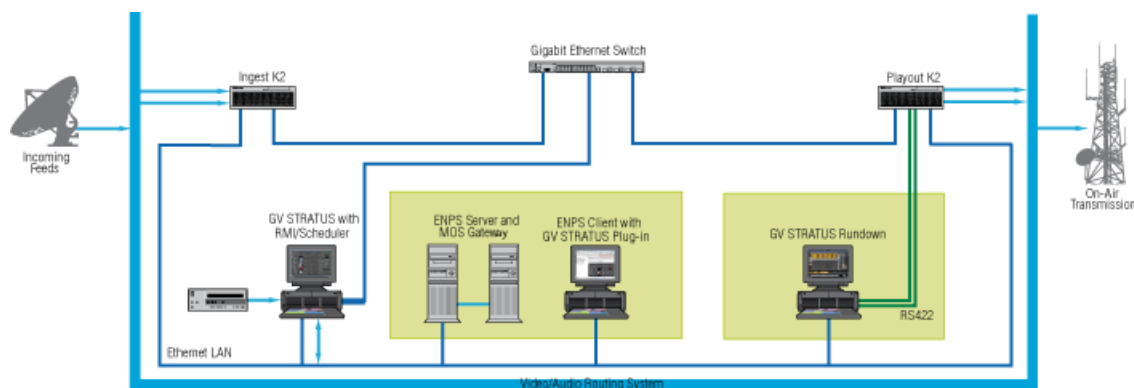 Gigabit Ethernet Switch
Ingest K2
Playout K2
Incoming
Feeds
On-Air
Transmission
GV STRATUS with
RMI/Scheduler
ENPS Server and
MOS Gateway
ENPS Client with
GV STRATUS Plug-in
GV STRATUS Rundown
RS422
Ethernet LAN
Video/Audio Routing System